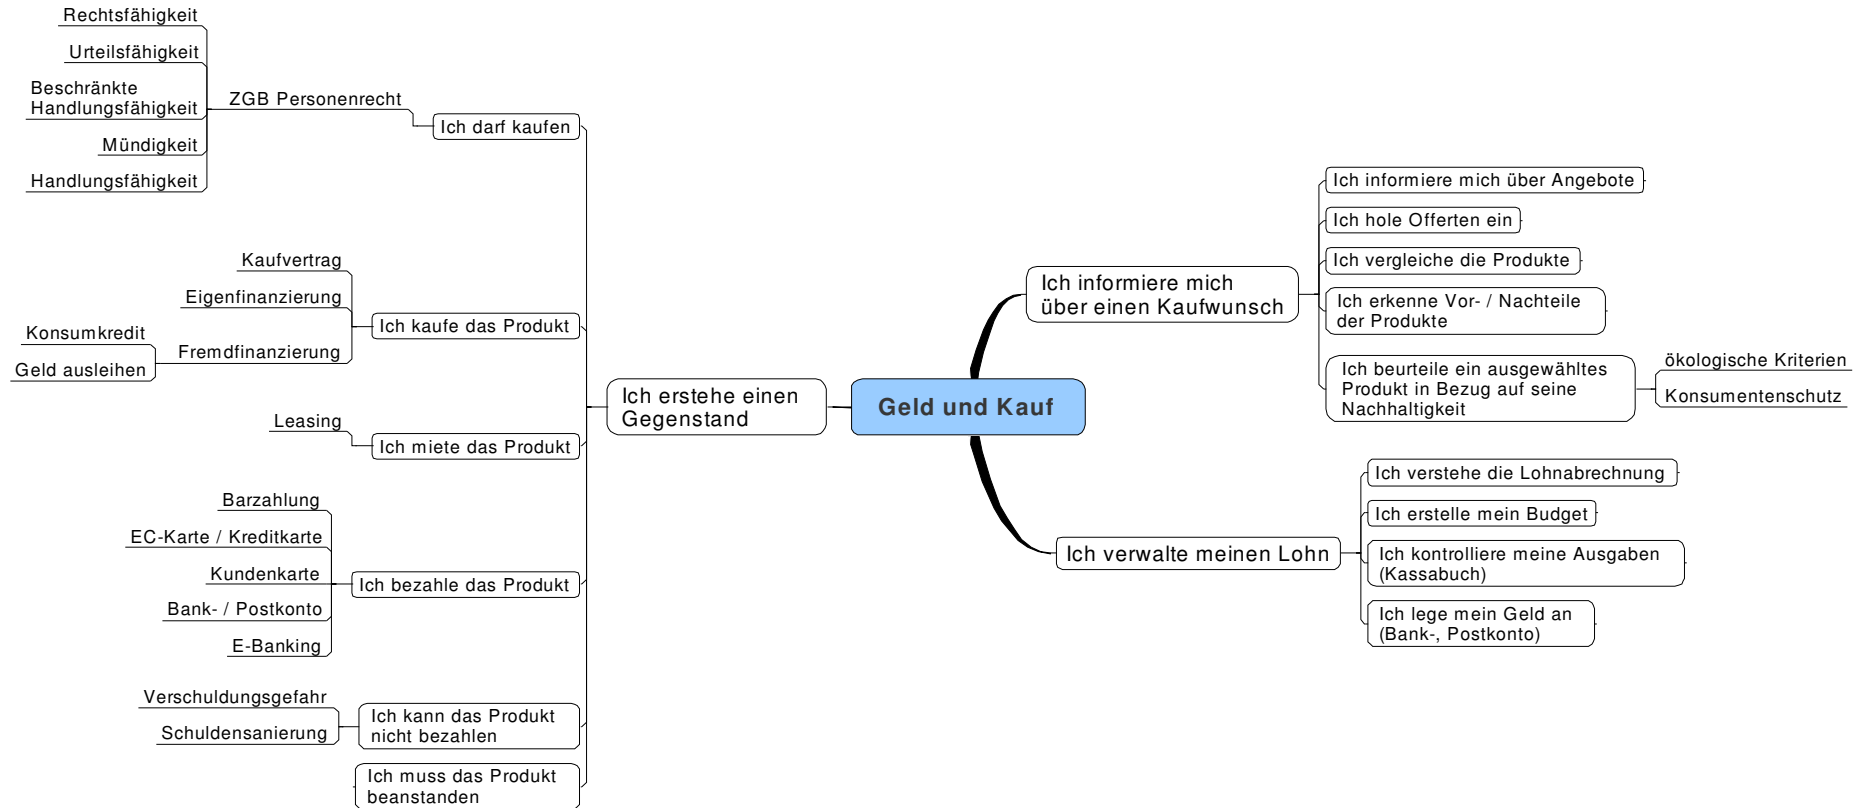 Geld und Kauf
Ich informiere mich
über einen Kaufwunsch
Ich informiere mich über Angebote
Ich hole Offerten ein
Ich vergleiche die Produkte
Ich erkenne Vor- / Nachteile
der Produkte
Ich beurteile ein ausgewähltes
Produkt in Bezug auf seine
Nachhaltigkeit
ökologische Kriterien
Konsumentenschutz
Ich verwalte meinen Lohn
Ich verstehe die Lohnabrechnung
Ich erstelle mein Budget
Ich kontrolliere meine Ausgaben
(Kassabuch)
Ich lege mein Geld an
(Bank-, Postkonto)
Ich erstehe einen
Gegenstand
Ich darf kaufen
ZGB Personenrecht
Rechtsfähigkeit
Urteilsfähigkeit
Beschränkte
Handlungsfähigkeit
Mündigkeit
Handlungsfähigkeit
Ich kaufe das Produkt
Kaufvertrag
Eigenfinanzierung
Fremdfinanzierung
Konsumkredit
Geld ausleihen
Ich miete das Produkt
Leasing
Ich bezahle das Produkt
Barzahlung
EC-Karte / Kreditkarte
Kundenkarte
Bank- / Postkonto
E-Banking
Ich kann das Produkt
nicht bezahlen
Verschuldungsgefahr
Schuldensanierung
Ich muss das Produkt
beanstanden